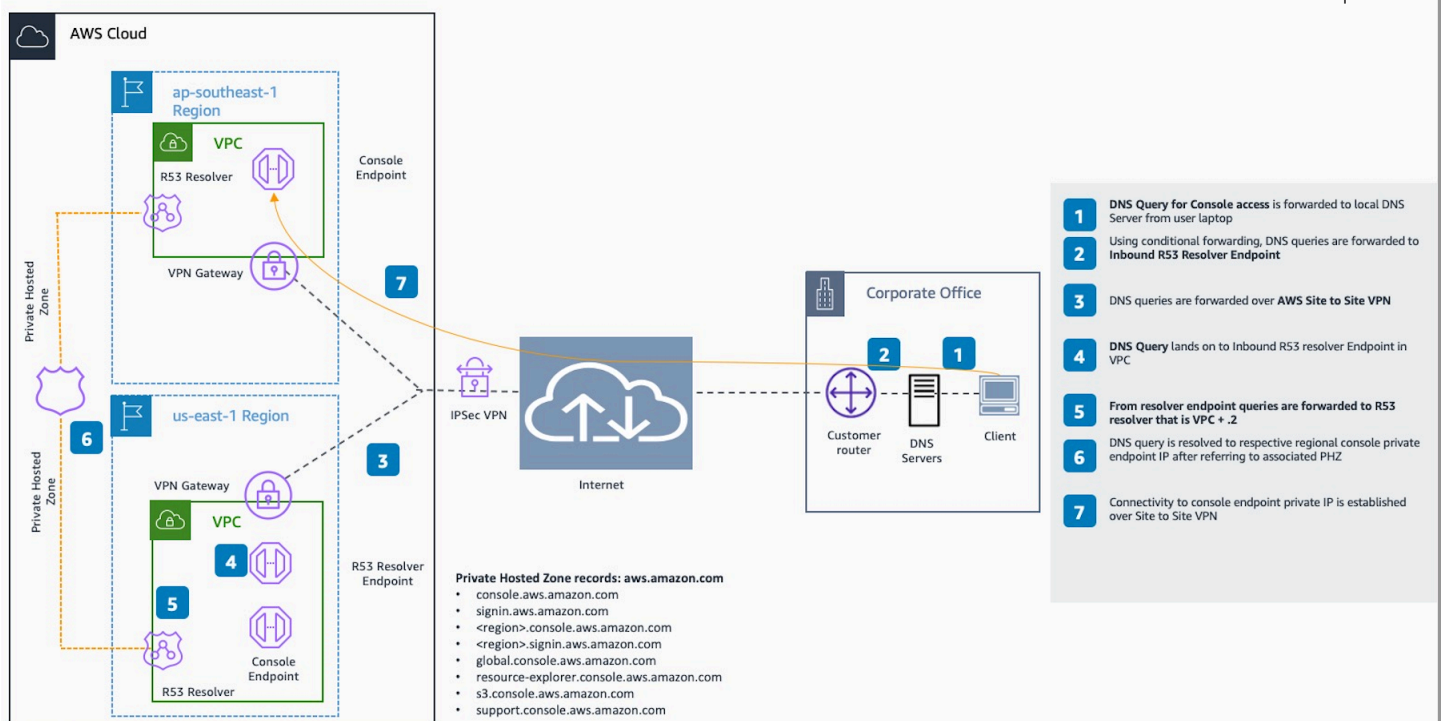 AWS Cloud
ap-southeast-1
Region
VPC
R53 Resolver
Console
Endpoint
VPN Gateway
7
Private Hosted
Zone
6
us-east-1 Region
Private Hosted
Zone
VPN Gateway
3
VPC
4
R53 Resolver
Endpoint
5
Console
Endpoint
R53 Resolver
IPSec VPN
Internet
Corporate Office
2
1
Customer
router
DNS
Servers
Client
Private Hosted Zone records: aws.amazon.com
• console.aws.amazon.com
• signin.aws.amazon.com
• <region>.console.aws.amazon.com
• <region>.signin.aws.amazon.com
• global.console.aws.amazon.com
• resource-explorer.console.aws.amazon.com
• s3.console.aws.amazon.com
• support.console.aws.amazon.com
1 DNS Query for Console access is forwarded to local DNS
Server from user laptop
2 Using conditional forwarding, DNS queries are forwarded to
Inbound R53 Resolver Endpoint
3 DNS queries are forwarded over AWS Site to Site VPN
4 DNS Query lands on to Inbound R53 resolver Endpoint in
VPC
5 From resolver endpoint queries are forwarded to R53
resolver that is VPC + .2
6 DNS query is resolved to respective regional console private
endpoint IP after referring to associated PHZ
7 Connectivity to console endpoint private IP is established
over Site to Site VPN